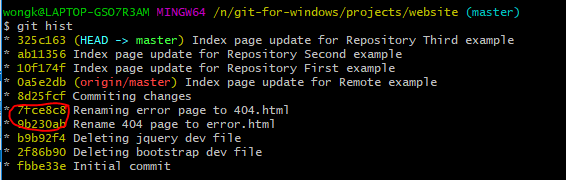 wongk@LAPTOP-GSO7R3AM MINGW64 /n/git-for-windows/projects/website (master)
$ git hist
* 325c163 (HEAD -> master) Index page update for Repository Third example
* ab11356 Index page update for Repository Second example
* 10f174f Index page update for Repository First example
* 0a5e2db (origin/master) Index page update for Remote example
* 8d25fcf Commiting changes
* 7fce8c8 Renaming error page to 404.html
* 9b230ab Rename 404 page to error.html
* b9b92f4 Deleting jquery dev file
* 2f86b90 Deleting bootstrap dev file
* fbbe33e Initial commit